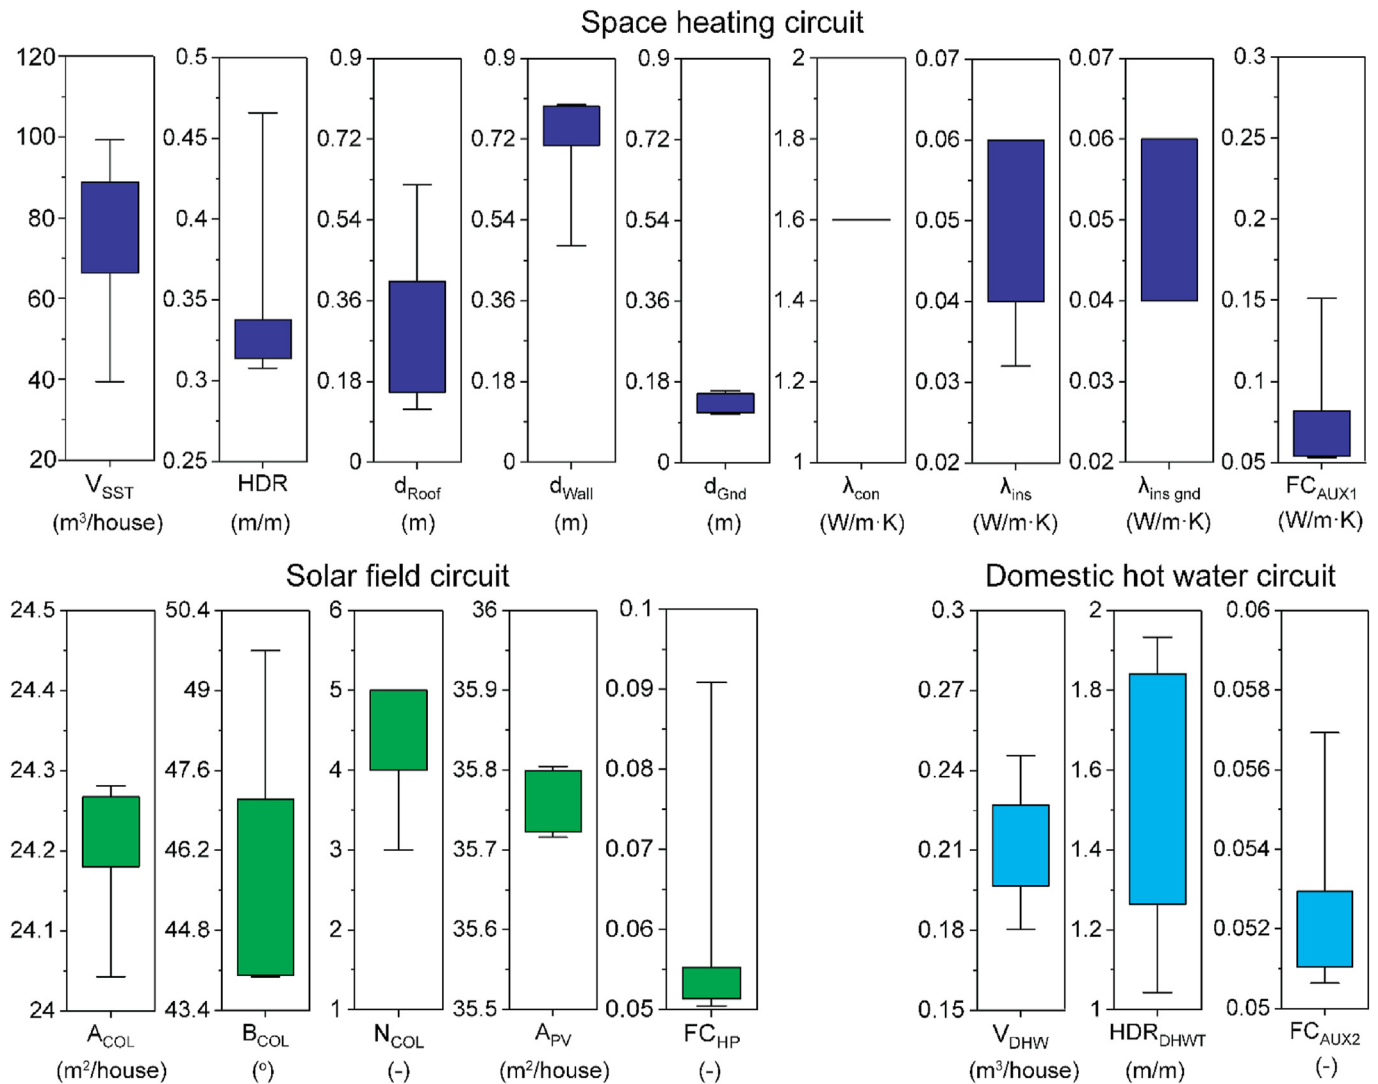 Space heating circuit
120 0.5 0.9 0.9 0.9 2 0.07 0.07 0.3
100 0.45 0.72 0.72 0.72 1.8 0.06 0.06 0.25
80 0.4 0.54 0.54 0.54 1.6 0.05 0.05 0.2
60 0.35 0.36 0.36 0.36 1.4 0.04 0.04 0.15
40 0.3 0.18 0.18 0.18 1.2 0.03 0.03 0.1
20 0.25 0 0 0 1 0.02 0.02 0.05
V_SST HDR d_Roof d_Wall d_Gnd λ_con λ_ins λ_ins gnd FC_AUX1
(m³/house) (m/m) (m) (m) (m) (W/m·K) (W/m·K) (W/m·K) (W/m·K)
Solar field circuit Domestic hot water circuit
24.5 50.4 6 36 0.1 0.3 2 0.06
24.4 49 5 35.9 0.09 0.27 1.8 0.058
24.3 47.6 4 35.8 0.08 0.24 1.6 0.056
24.2 46.2 3 35.7 0.07 0.21 1.4 0.054
24.1 44.8 2 35.6 0.06 0.18 1.2 0.052
24 43.4 1 35.5 0.05 0.15 1 0.05
A_COL B_COL N_COL A_PV FC_HP V_DHW HDR_DHWT FC_AUX2
(m²/house) (º) (-) (m²/house) (-) (m³/house) (m/m) (-)